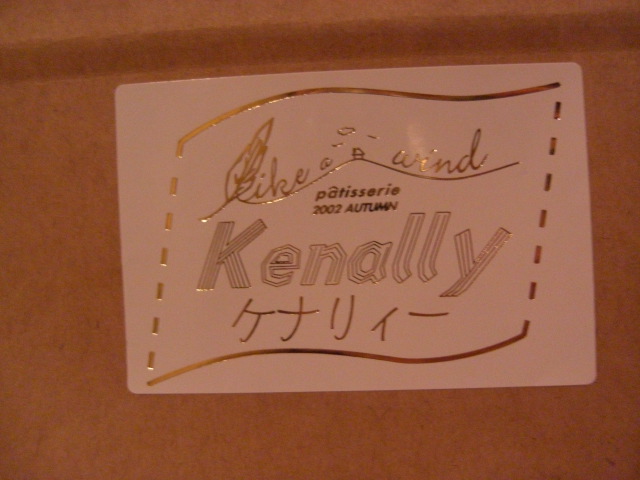 Like a wind
pâtisserie
2002 AUTUMN
Kenally
ケナリィー